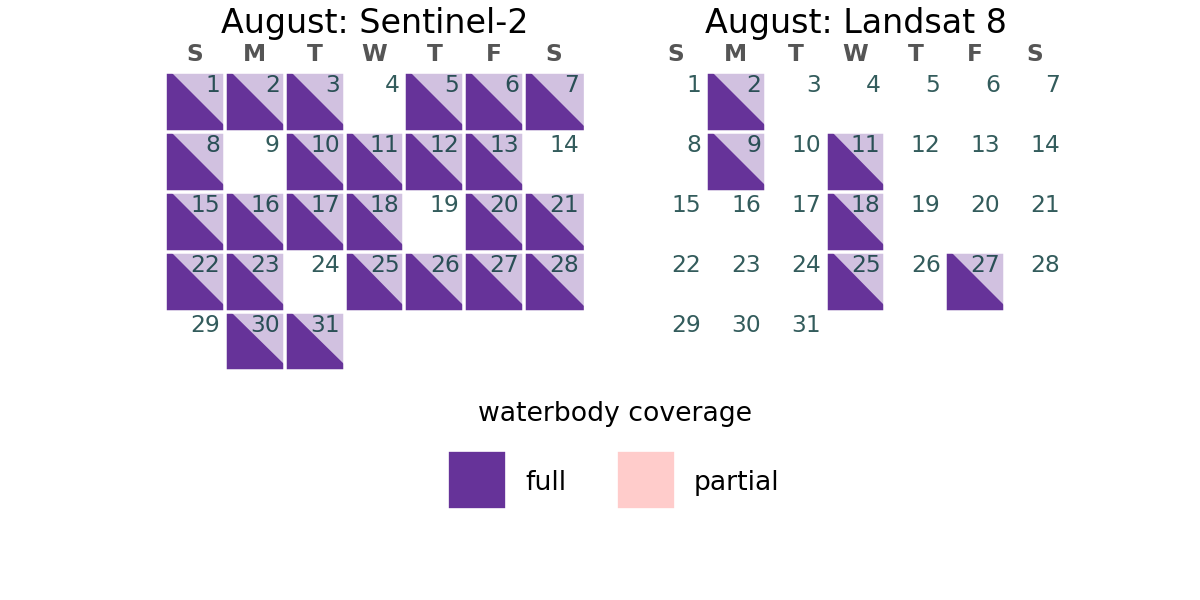 August: Sentinel-2
S M T W T F S
1 2 3 4 5 6 7
8 9 10 11 12 13 14
15 16 17 18 19 20 21
22 23 24 25 26 27 28
29 30 31
August: Landsat 8
S M T W T F S
1 2 3 4 5 6 7
8 9 10 11 12 13 14
15 16 17 18 19 20 21
22 23 24 25 26 27 28
29 30 31
waterbody coverage
full partial